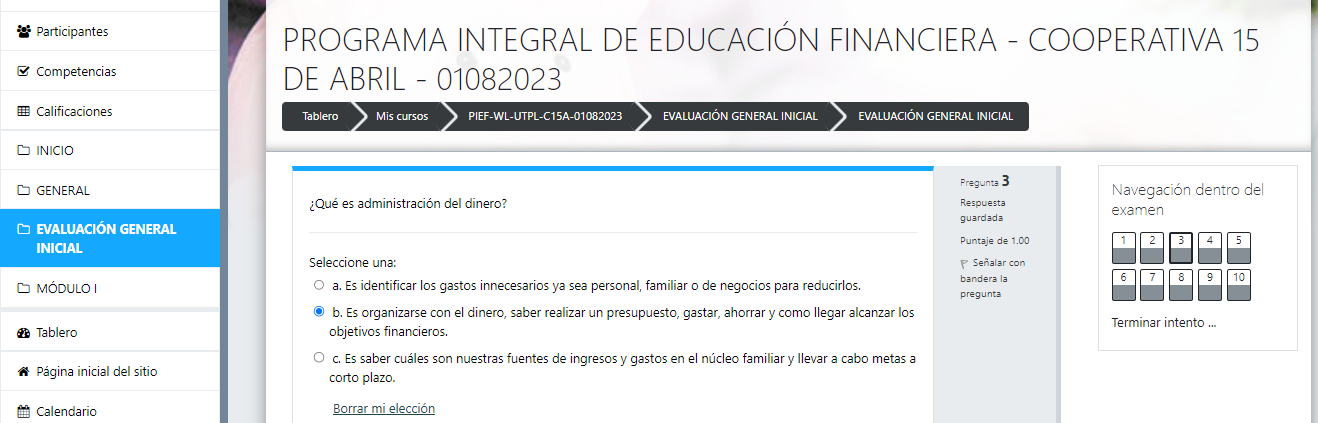 Participantes
Competencias
Calificaciones
INICIO
GENERAL
EVALUACIÓN GENERAL
INICIAL
MÓDULO I
Tablero
Página inicial del sitio
Calendario
PROGRAMA INTEGRAL DE EDUCACIÓN FINANCIERA - COOPERATIVA 15
DE ABRIL - 01082023
Tablero
Mis cursos
PIEF-WL-UTPL-C15A-01082023
EVALUACIÓN GENERAL INICIAL
EVALUACIÓN GENERAL INICIAL
¿Qué es administración del dinero?
Seleccione una:
a. Es identificar los gastos innecesarios ya sea personal, familiar o de negocios para reducirlos.
b. Es organizarse con el dinero, saber realizar un presupuesto, gastar, ahorrar y como llegar alcanzar los
objetivos financieros.
c. Es saber cuáles son nuestras fuentes de ingresos y gastos en el núcleo familiar y llevar a cabo metas a
corto plazo.
Borrar mi elección
Pregunta 3
Respuesta
guardada
Puntaje de 1.00
Señalar con
bandera la
pregunta
Navegación dentro del
examen
1 2 3 4 5
6 7 8 9 10
Terminar intento ...